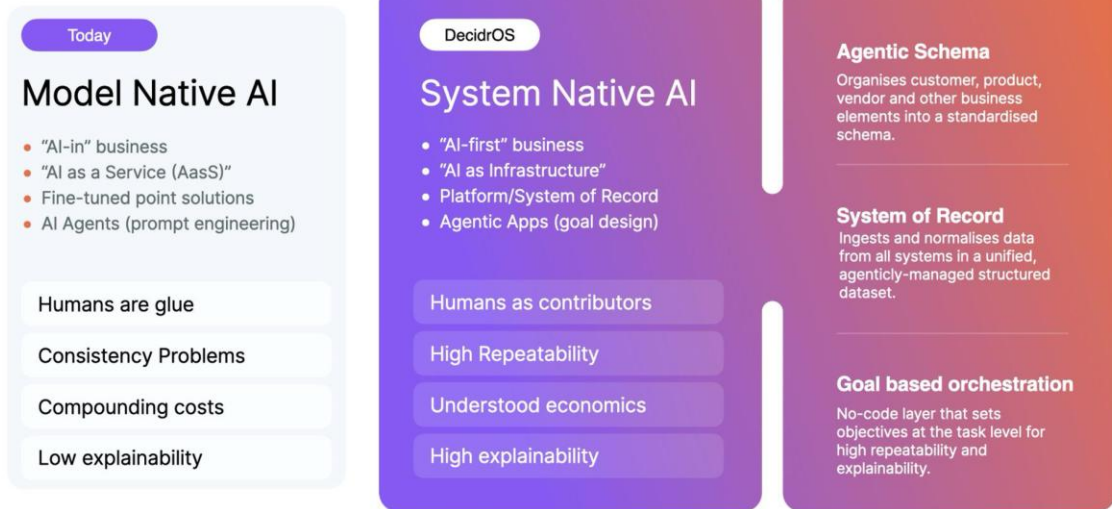 Today
Model Native AI
• “AI-in” business
• “AI as a Service (AasS)”
• Fine-tuned point solutions
• AI Agents (prompt engineering)
Humans are glue
Consistency Problems
Compounding costs
Low explainability
DecidrOS
System Native AI
• “AI-first” business
• “AI as Infrastructure”
• Platform/System of Record
• Agentic Apps (goal design)
Humans as contributors
High Repeatability
Understood economics
High explainability
Agentic Schema
Organises customer, product,
vendor and other business
elements into a standardised
schema.
System of Record
Ingests and normalises data
from all systems in a unified,
agenticly-managed structured
dataset.
Goal based orchestration
No-code layer that sets
objectives at the task level for
high repeatability and
explainability.